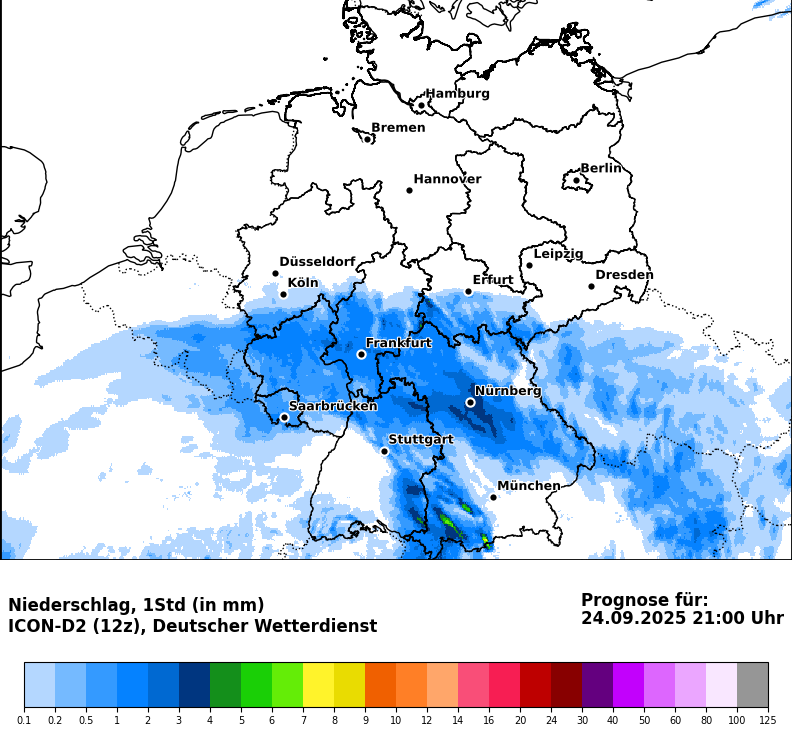 Hamburg
Bremen
Berlin
Hannover
Leipzig
Düsseldorf
Dresden
Köln
Erfurt
Frankfurt
Nürnberg
Saarbrücken
Stuttgart
München
Niederschlag, 1Std (in mm)
ICON-D2 (12z), Deutscher Wetterdienst
Prognose für:
24.09.2025 21:00 Uhr
0.1 0.2 0.5 1 2 3 4 5 6 7 8 9 10 12 14 16 20 24 30 40 50 60 80 100 125